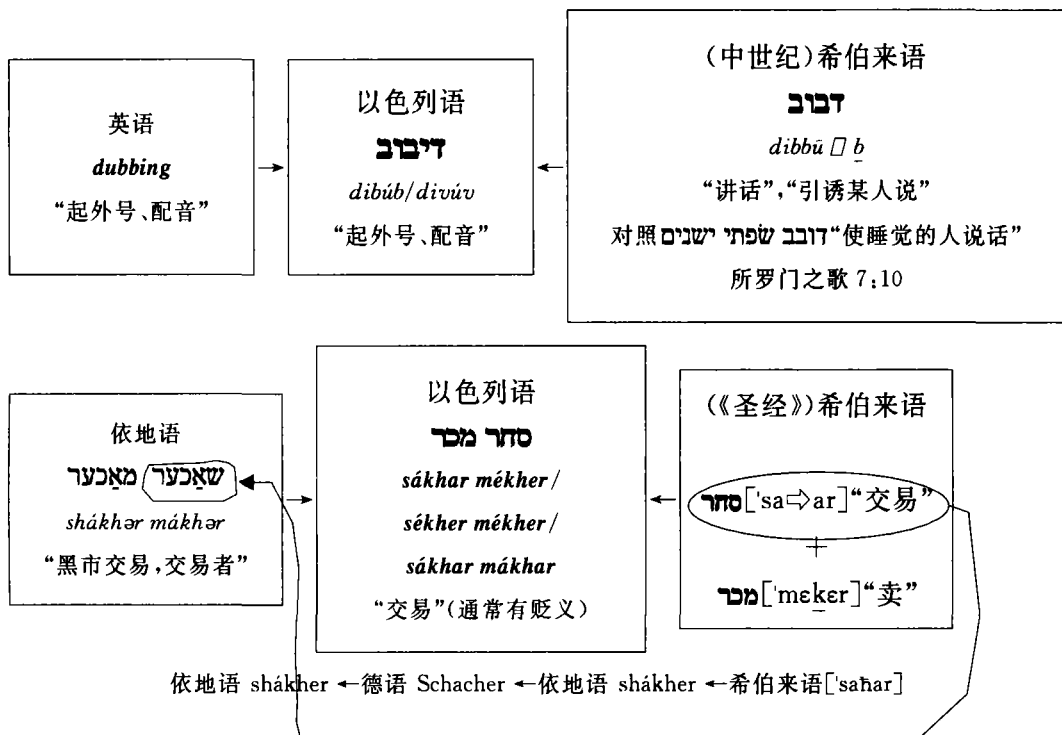 英语
dubbing
“起外号、配音”
以色列语
דיבוב
dibúb/divúv
“起外号、配音”
(中世纪)希伯来语
דבוב
dibbū □ ḇ
“讲话”,“引诱某人说”
对照דובב שׂפתי ישנים“使睡觉的人说话”
所罗门之歌 7:10
依地语
שאַכער מאַכער
shákhər mákhər
“黑市交易,交易者”
以色列语
סחר מכר
sákhar mékher/
sékher mékher/
sákhar mákhar
“交易”(通常有贬义)
(《圣经》)希伯来语
סחר['sa⇨ar]“交易”
+
מכר['mɛḵɛr]“卖”
依地语 shákher ←德语 Schacher ←依地语 shákher ←希伯来语['saħar]